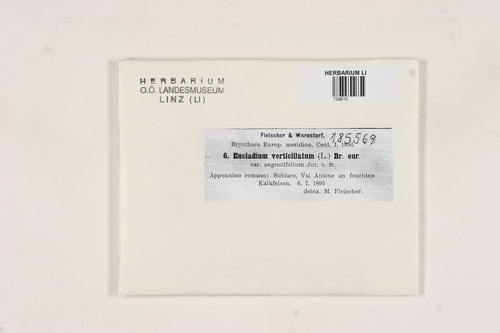 HERBARIUM
O.Ö. LANDESMUSEUM
LINZ (LI)
HERBARIUM LI
Fleischer & Warnstorf,
185569
Bryotheca Europ. meridion. Cent. I, 1896.
6. Eucladium verticillatum (L.) Br. eur.
var. angustifolium Jur. c. fr.
Appennino romano: Subiaco, Val Aniene an feuchten
Kalkfelsen. 6. 7. 1895
detex. M. Fleischer.